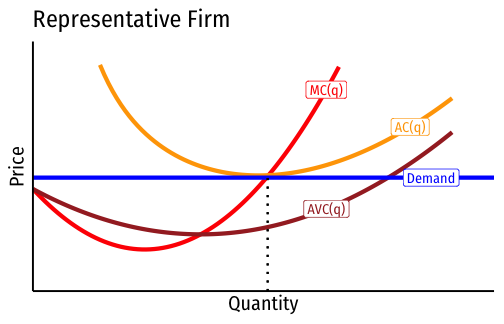 Representative Firm
MC(q)
AC(q)
Price
Demand
AVC(q)
Quantity